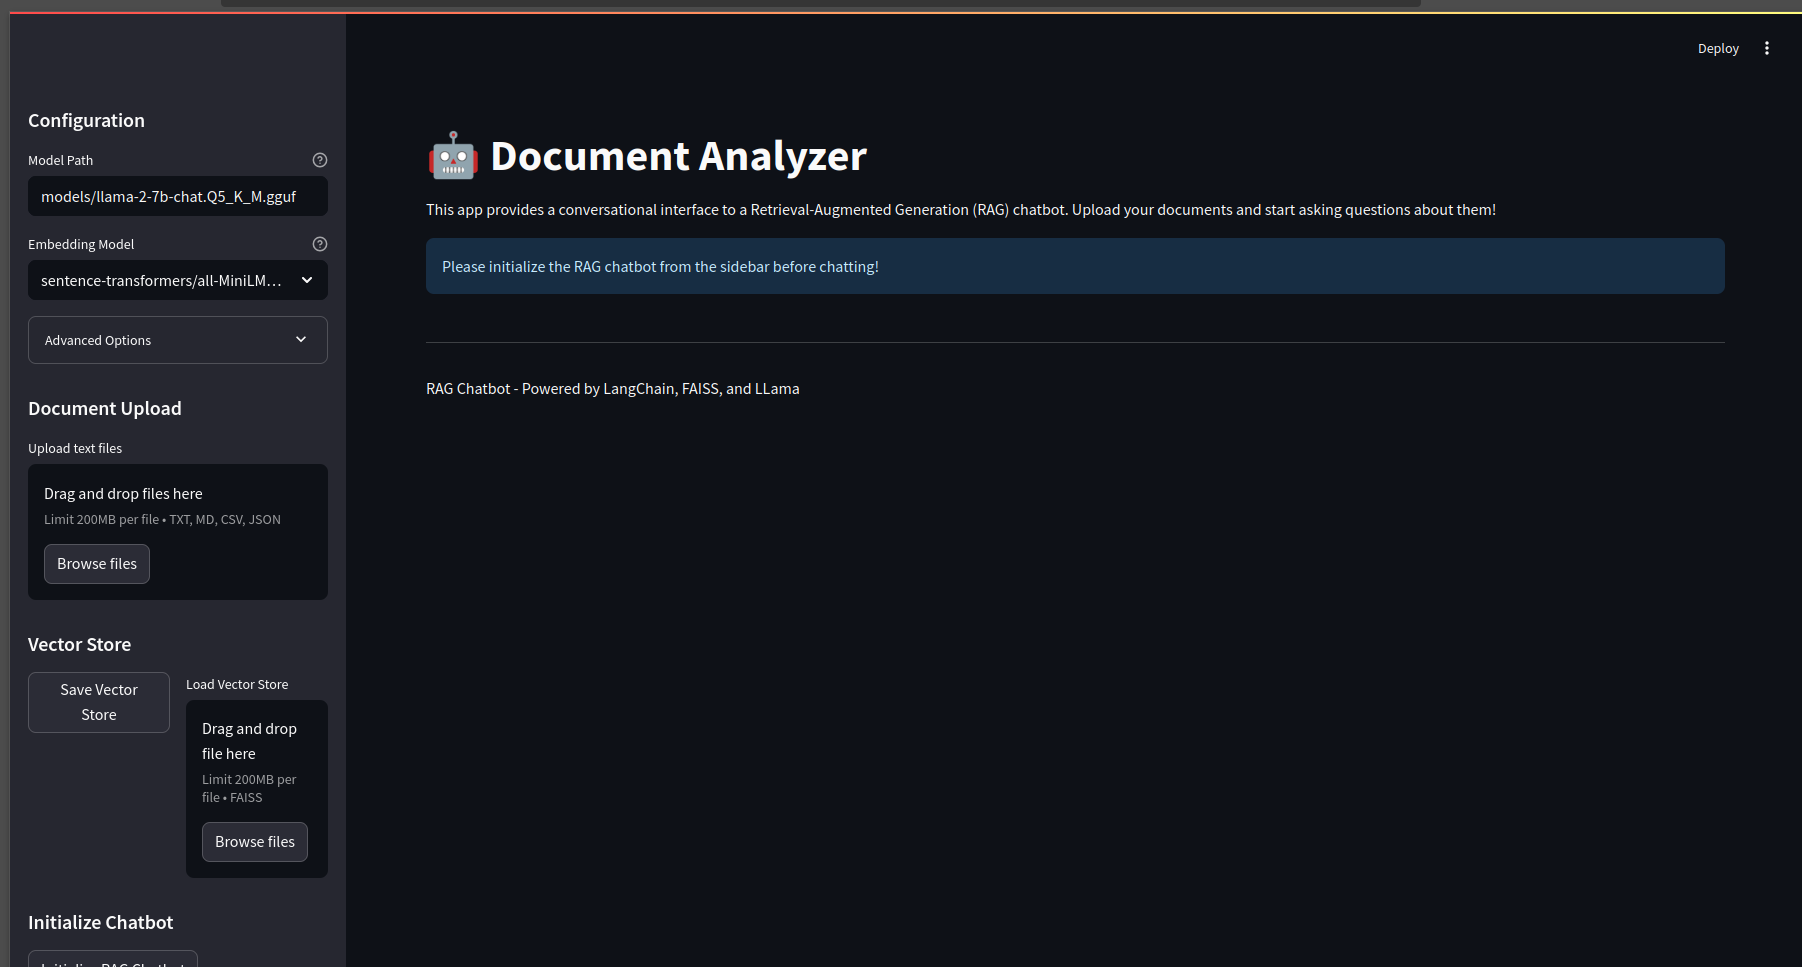 Deploy
Configuration
Model Path
models/llama-2-7b-chat.Q5_K_M.gguf
Embedding Model
sentence-transformers/all-MiniLM...
Advanced Options
Document Upload
Upload text files
Drag and drop files here
Limit 200MB per file • TXT, MD, CSV, JSON
Browse files
Vector Store
Save Vector
Store
Load Vector Store
Drag and drop
file here
Limit 200MB per
file • FAISS
Browse files
Initialize Chatbot
Initialize RAG Chatbot
Document Analyzer
This app provides a conversational interface to a Retrieval-Augmented Generation (RAG) chatbot. Upload your documents and start asking questions about them!
Please initialize the RAG chatbot from the sidebar before chatting!
RAG Chatbot - Powered by LangChain, FAISS, and LLama